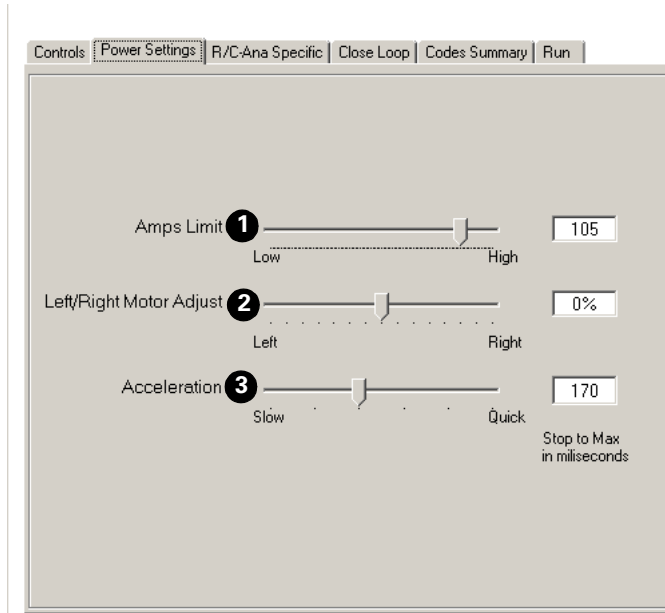 Controls Power Settings R/C-Ana Specific Close Loop Codes Summary Run
Amps Limit 1 105
Low High
Left/Right Motor Adjust 2 0%
Left Right
Acceleration 3 170
Slow Quick
Stop to Max
in miliseconds